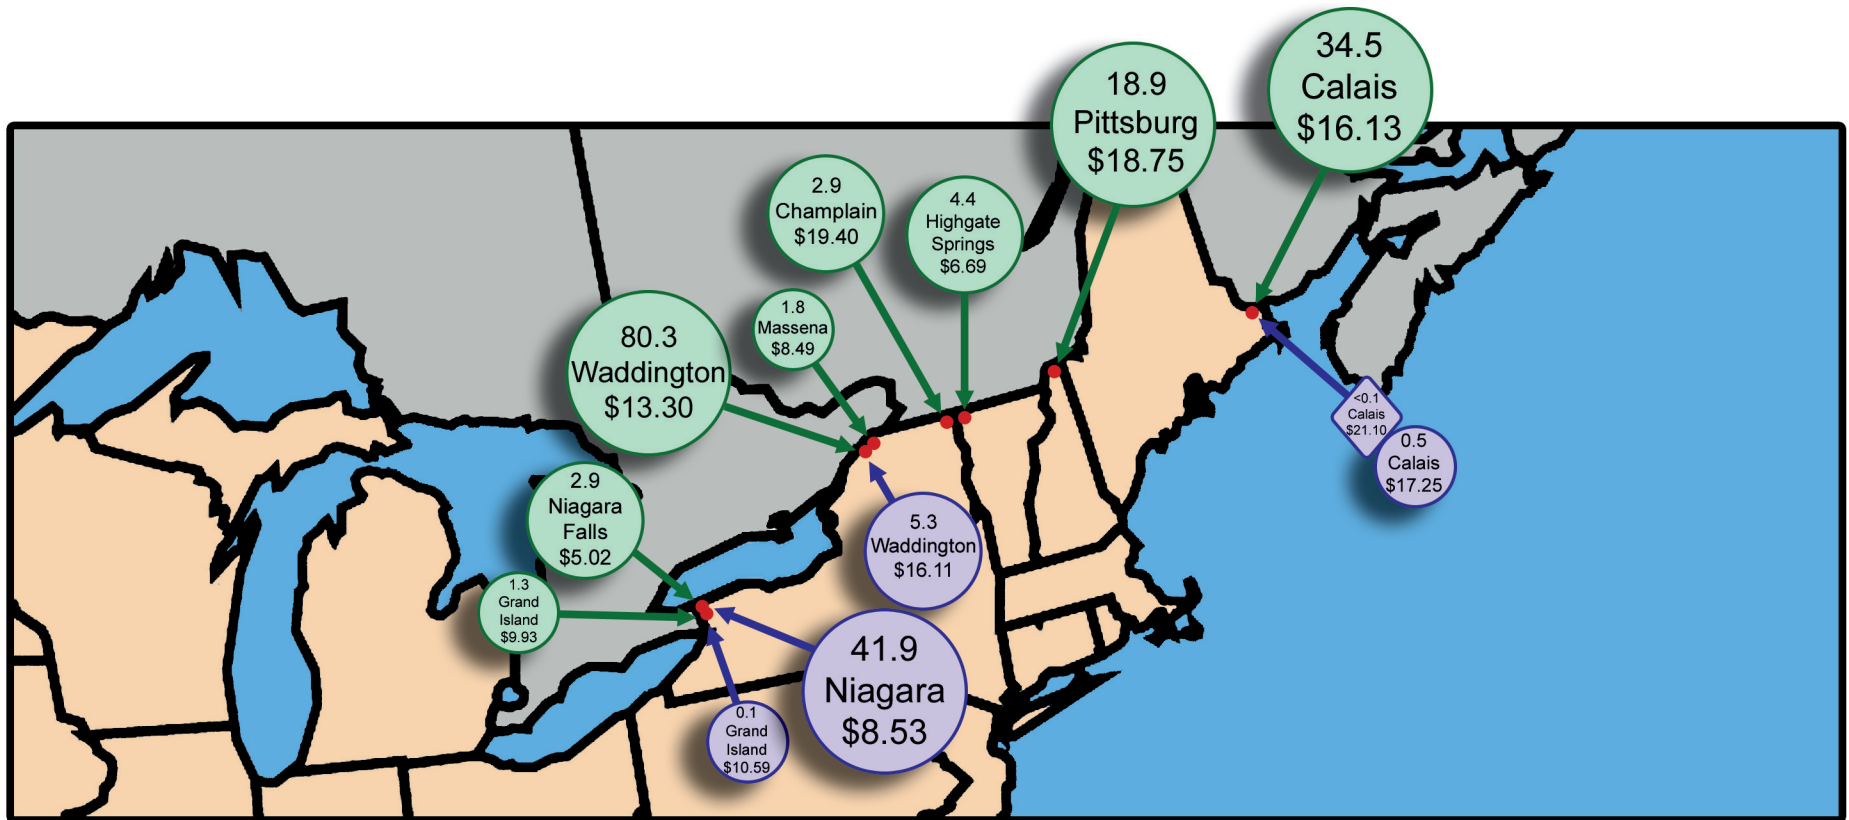 34.5
Calais
$16.13
18.9
Pittsburg
$18.75
2.9
Champlain
$19.40
4.4
Highgate
Springs
$6.69
1.8
Massena
$8.49
80.3
Waddington
$13.30
<0.1
Calais
$21.10
0.5
Calais
$17.25
2.9
Niagara
Falls
$5.02
5.3
Waddington
$16.11
1.3
Grand
Island
$9.93
41.9
Niagara
$8.53
0.1
Grand
Island
$10.59